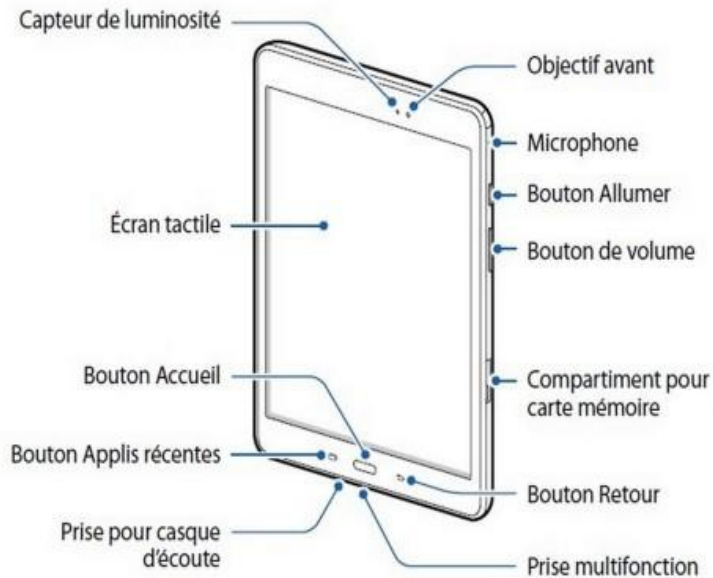 Capteur de luminosité
Objectif avant
Microphone
Bouton Allumer
Écran tactile
Bouton de volume
Bouton Accueil
Compartiment pour
carte mémoire
Bouton Applis récentes
Bouton Retour
Prise pour casque
d'écoute
Prise multifonction